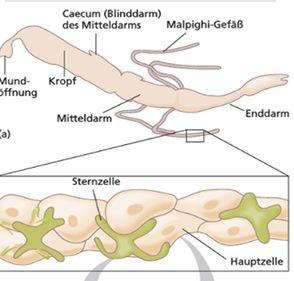 Caecum (Blinddarm)
des Mitteldarms
Malpighi-Gefäß
Mund-
öffnung
Kropf
Mitteldarm
Enddarm
(a)
Sternzelle
Hauptzelle